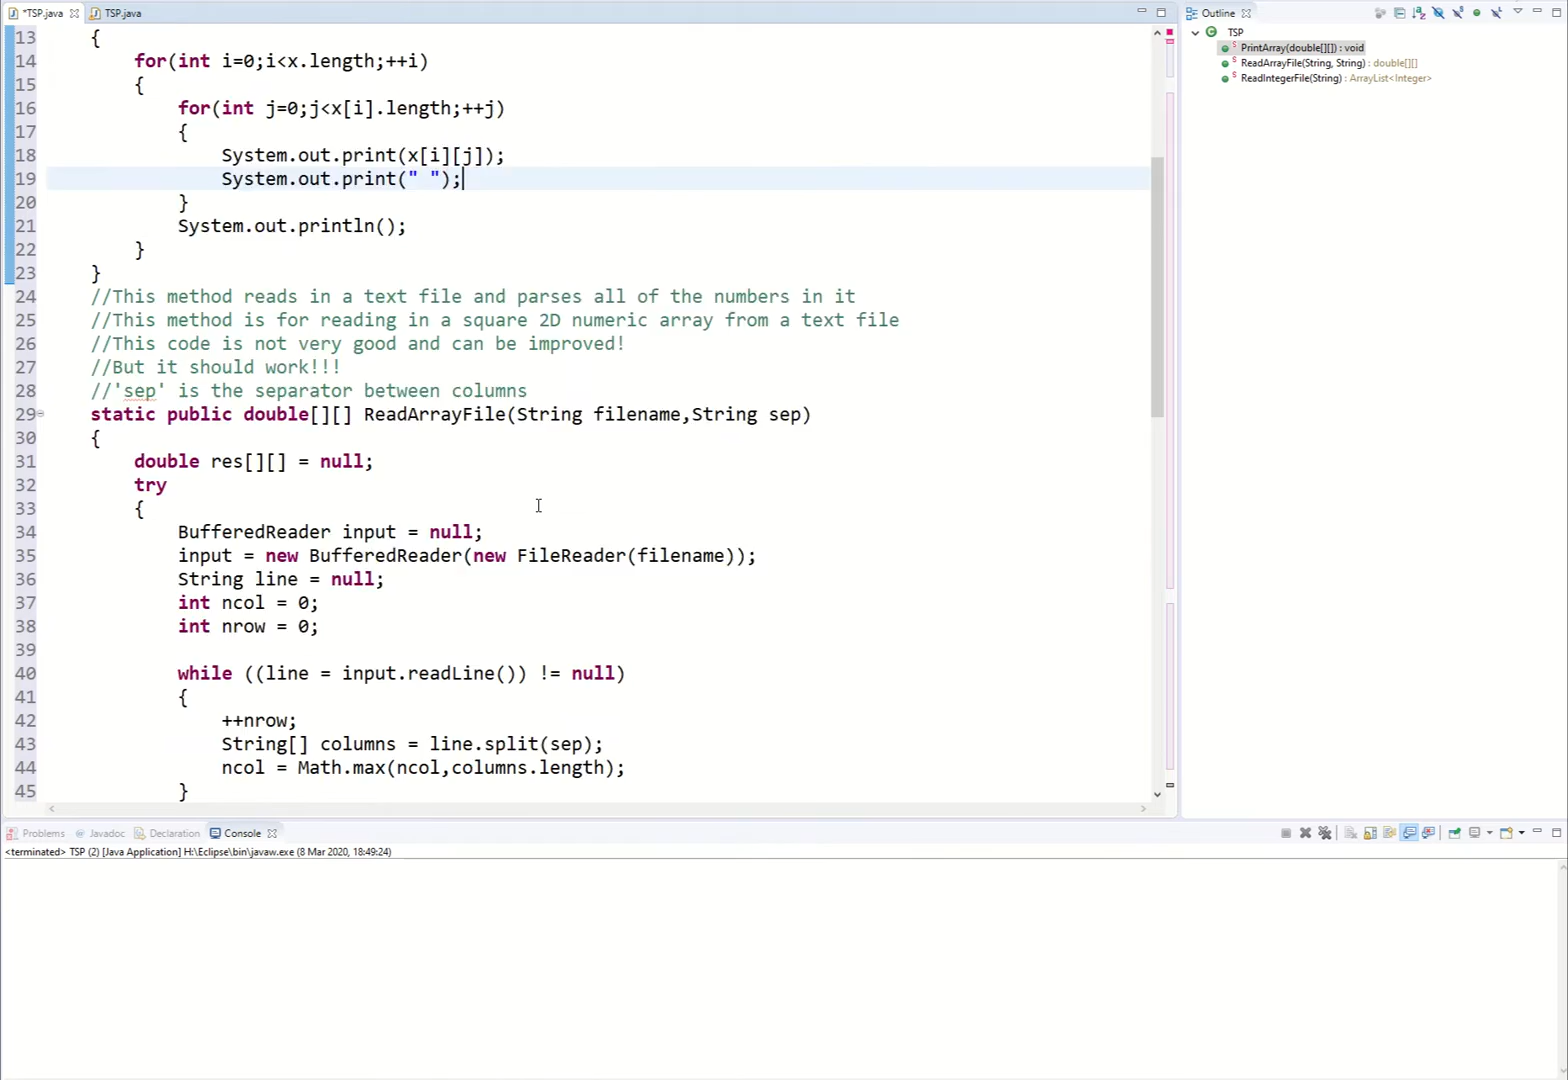 *TSP.java TSP.java
13 {
14 for(int i=0;i<x.length;++i)
15 {
16 for(int j=0;j<x[i].length;++j)
17 {
18 System.out.print(x[i][j]);
19 System.out.print(" ");
20 }
21 System.out.println();
22 }
23 }
24 //This method reads in a text file and parses all of the numbers in it
25 //This method is for reading in a square 2D numeric array from a text file
26 //This code is not very good and can be improved!
27 //But it should work!!!
28 //'sep' is the separator between columns
29 static public double[][] ReadArrayFile(String filename,String sep)
30 {
31 double res[][] = null;
32 try
33 {
34 BufferedReader input = null;
35 input = new BufferedReader(new FileReader(filename));
36 String line = null;
37 int ncol = 0;
38 int nrow = 0;
39
40 while ((line = input.readLine()) != null)
41 {
42 ++nrow;
43 String[] columns = line.split(sep);
44 ncol = Math.max(ncol,columns.length);
45 }
Outline
TSP
PrintArray(double[][]) : void
ReadArrayFile(String, String) : double[][]
ReadIntegerFile(String) : ArrayList<Integer>
Problems Javadoc Declaration Console
<terminated> TSP (2) [Java Application] H:\Eclipse\bin\javaw.exe (8 Mar 2020, 18:49:24)